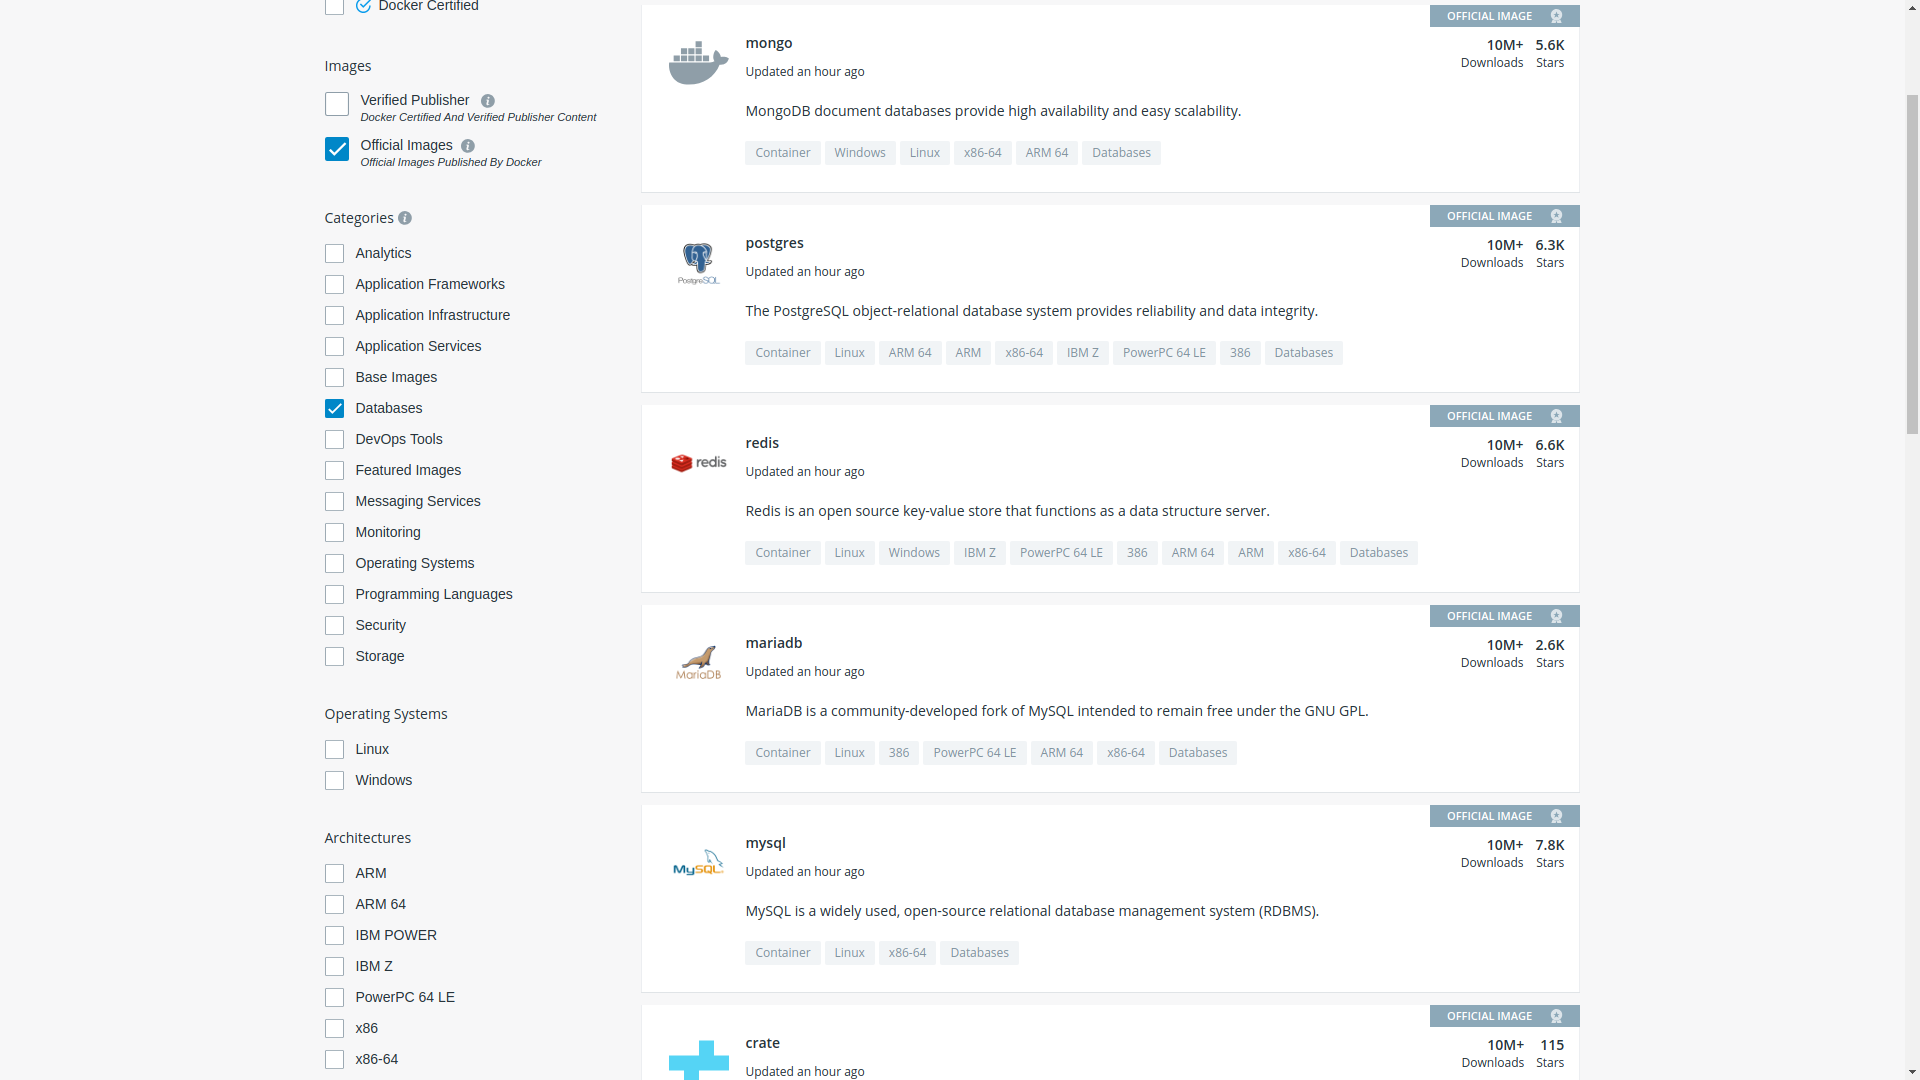 Docker Certified
Images
Verified Publisher
Docker Certified And Verified Publisher Content
Official Images
Official Images Published By Docker
Categories
Analytics
Application Frameworks
Application Infrastructure
Application Services
Base Images
Databases
DevOps Tools
Featured Images
Messaging Services
Monitoring
Operating Systems
Programming Languages
Security
Storage
Operating Systems
Linux
Windows
Architectures
ARM
ARM 64
IBM POWER
IBM Z
PowerPC 64 LE
x86
x86-64
OFFICIAL IMAGE
mongo
10M+ 5.6K
Downloads Stars
Updated an hour ago
MongoDB document databases provide high availability and easy scalability.
Container Windows Linux x86-64 ARM 64 Databases
OFFICIAL IMAGE
PostgreSQL
postgres
10M+ 6.3K
Downloads Stars
Updated an hour ago
The PostgreSQL object-relational database system provides reliability and data integrity.
Container Linux ARM 64 ARM x86-64 IBM Z PowerPC 64 LE 386 Databases
OFFICIAL IMAGE
redis
redis
10M+ 6.6K
Downloads Stars
Updated an hour ago
Redis is an open source key-value store that functions as a data structure server.
Container Linux Windows IBM Z PowerPC 64 LE 386 ARM 64 ARM x86-64 Databases
OFFICIAL IMAGE
MariaDB
mariadb
10M+ 2.6K
Downloads Stars
Updated an hour ago
MariaDB is a community-developed fork of MySQL intended to remain free under the GNU GPL.
Container Linux 386 PowerPC 64 LE ARM 64 x86-64 Databases
OFFICIAL IMAGE
MySQL
mysql
10M+ 7.8K
Downloads Stars
Updated an hour ago
MySQL is a widely used, open-source relational database management system (RDBMS).
Container Linux x86-64 Databases
OFFICIAL IMAGE
crate
10M+ 115
Downloads Stars
Updated an hour ago